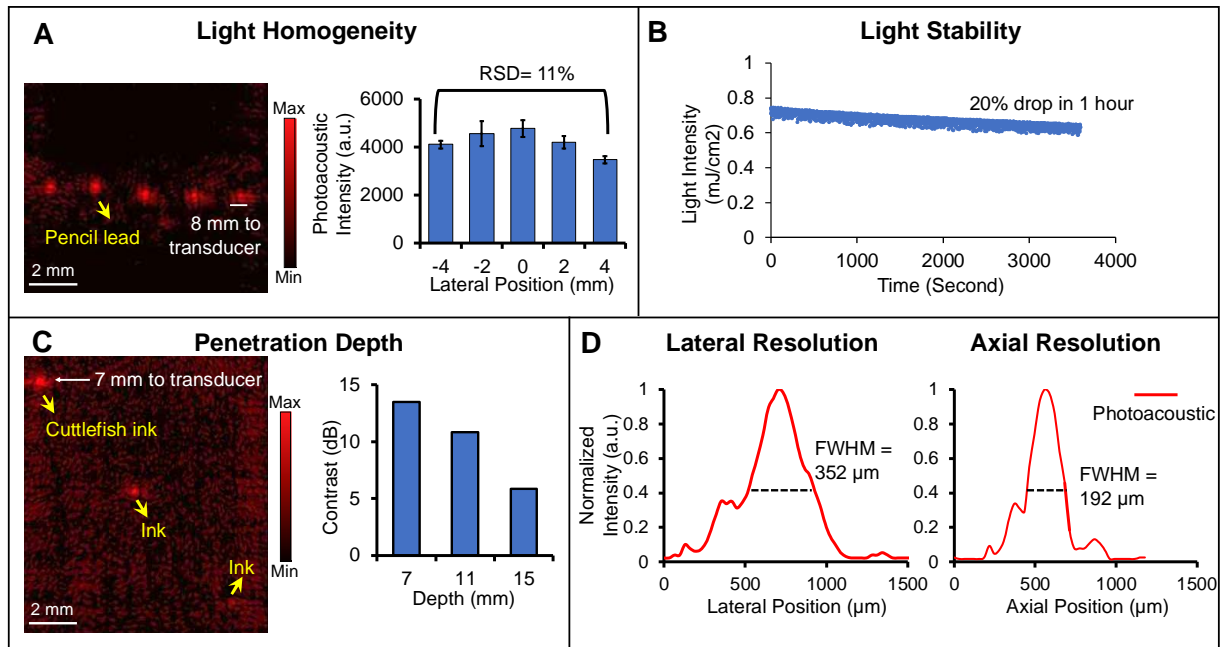 A
Light Homogeneity
Max
Min
Pencil lead
8 mm to
transducer
2 mm
RSD= 11%
Photoacoustic
Intensity (a.u.)
6000
4000
2000
0
-4 -2 0 2 4
Lateral Position (mm)
B
Light Stability
Light Intensity
(mJ/cm2)
1
0.8
0.6
0.4
0.2
0
20% drop in 1 hour
0 1000 2000 3000 4000
Time (Second)
C
Penetration Depth
7 mm to transducer
Cuttlefish ink
Ink
Ink
2 mm
Max
Min
Contrast (dB)
15
10
5
0
7 11 15
Depth (mm)
D
Lateral Resolution
Normalized
Intensity (a.u.)
1
0.8
0.6
0.4
0.2
0
FWHM =
352 µm
0 500 1000 1500
Lateral Position (µm)
Axial Resolution
1
0.8
0.6
0.4
0.2
0
Photoacoustic
FWHM =
192 µm
0 500 1000 1500
Axial Position (µm)